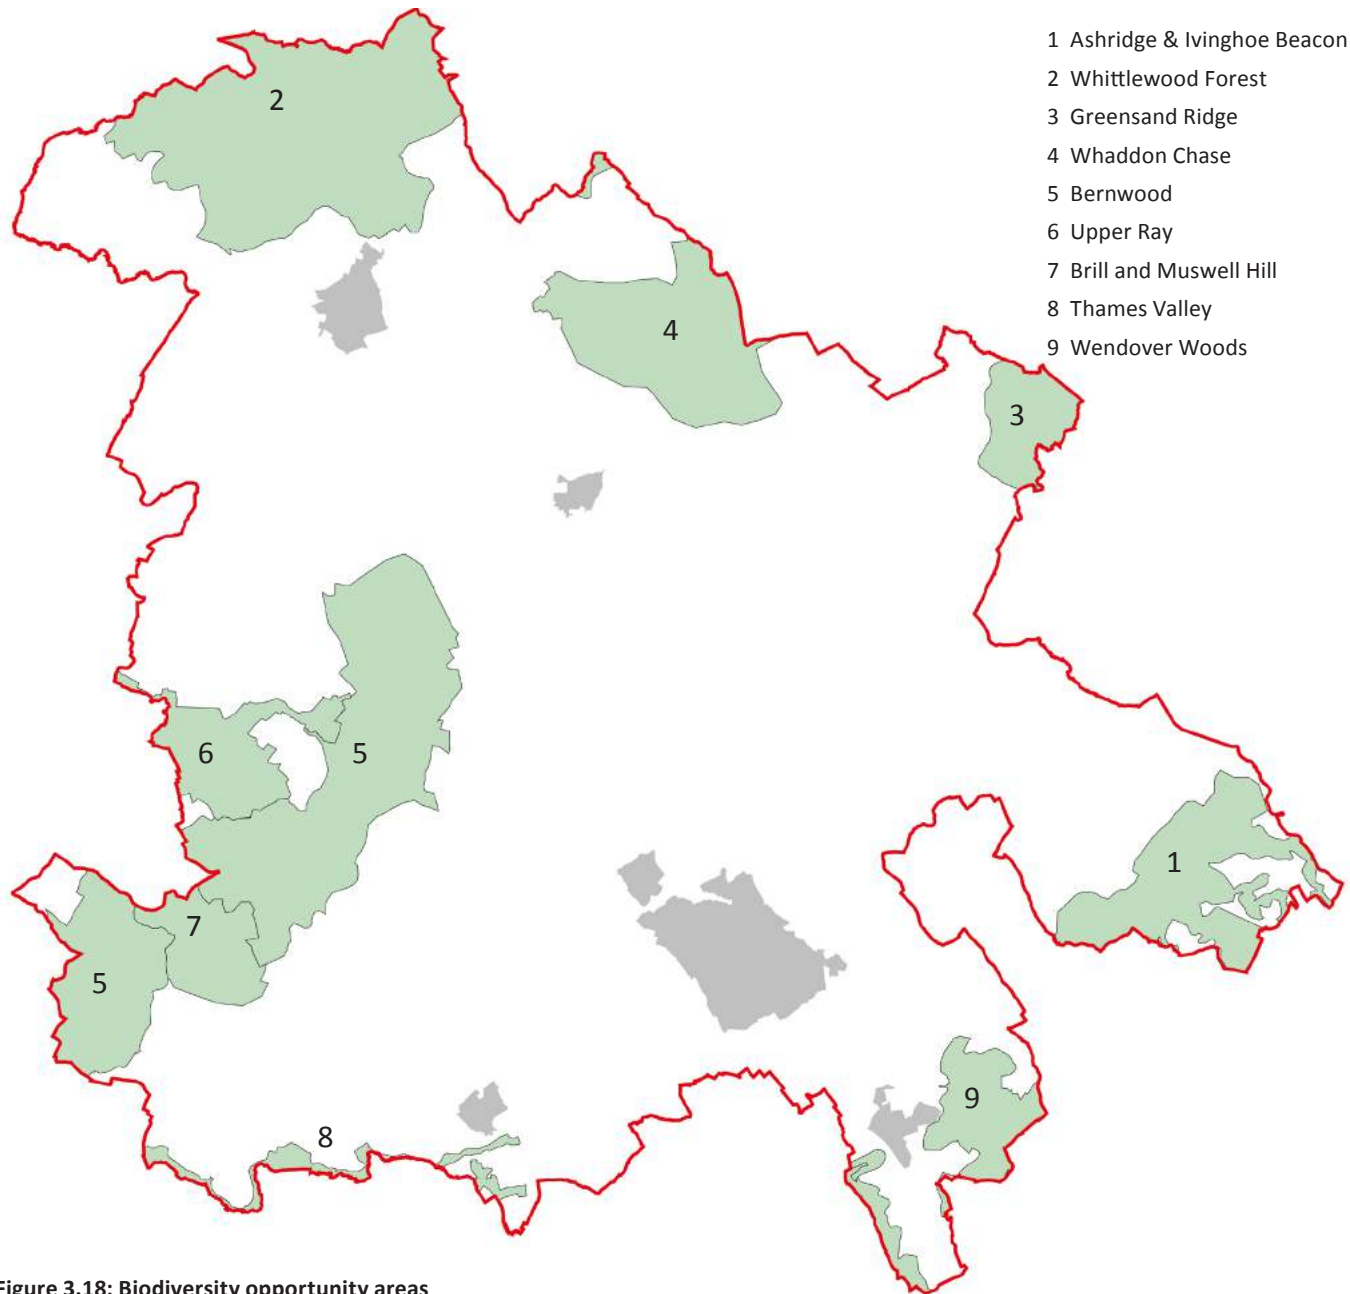 1 Ashridge & Ivinghoe Beacon
2 Whittlewood Forest
3 Greensand Ridge
4 Whaddon Chase
5 Bernwood
6 Upper Ray
7 Brill and Muswell Hill
8 Thames Valley
9 Wendover Woods
2
4
3
6
5
1
7
5
9
8
Figure 3.18: Biodiversity opportunity areas